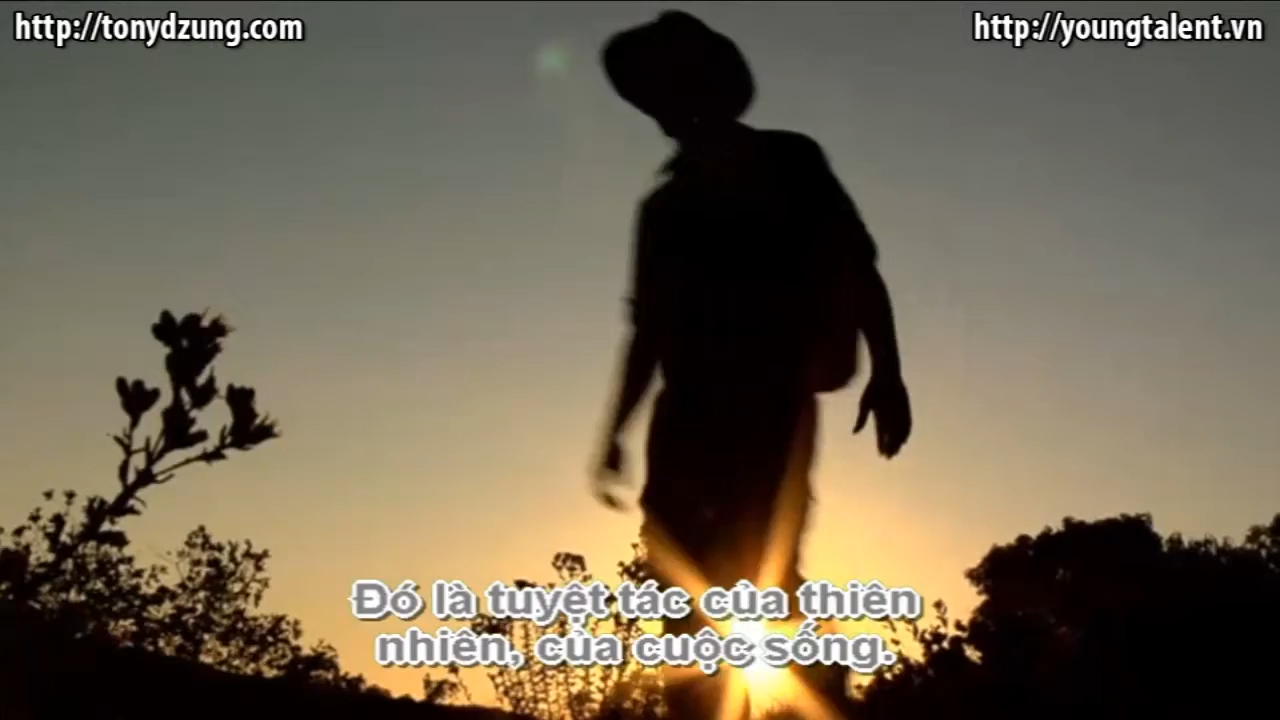 http://tonydzung.com
http://youngtalent.vn
Đó là tuyệt tác của thiên
nhiên, của cuộc sống.